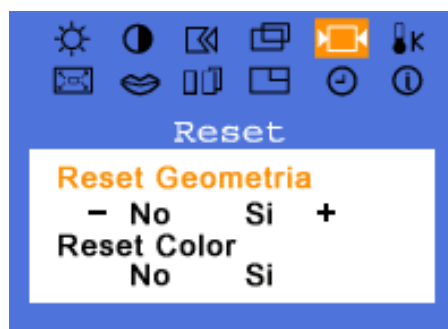 K
Reset
Reset Geometria
– No Si +
Reset Color
No Si